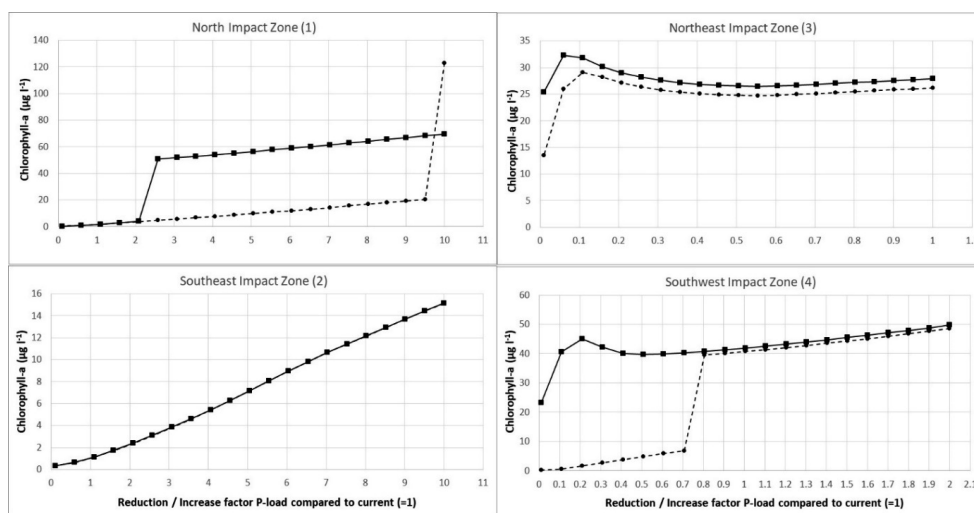 North Impact Zone (1)
Chlorophyll-a (µg l⁻¹)
140
120
100
80
60
40
20
0
0 1 2 3 4 5 6 7 8 9 10 11
Northeast Impact Zone (3)
Chlorophyll-a (µg l⁻¹)
35
30
25
20
15
10
5
0
0 0.1 0.2 0.3 0.4 0.5 0.6 0.7 0.8 0.9 1 1.1
Southeast Impact Zone (2)
Chlorophyll-a (µg l⁻¹)
16
14
12
10
8
6
4
2
0
0 1 2 3 4 5 6 7 8 9 10 11
Reduction / Increase factor P-load compared to current (=1)
Southwest Impact Zone (4)
Chlorophyll-a (µg l⁻¹)
60
50
40
30
20
10
0
0 0.1 0.2 0.3 0.4 0.5 0.6 0.7 0.8 0.9 1 1.1 1.2 1.3 1.4 1.5 1.6 1.7 1.8 1.9 2 2.1
Reduction / Increase factor P-load compared to current (=1)